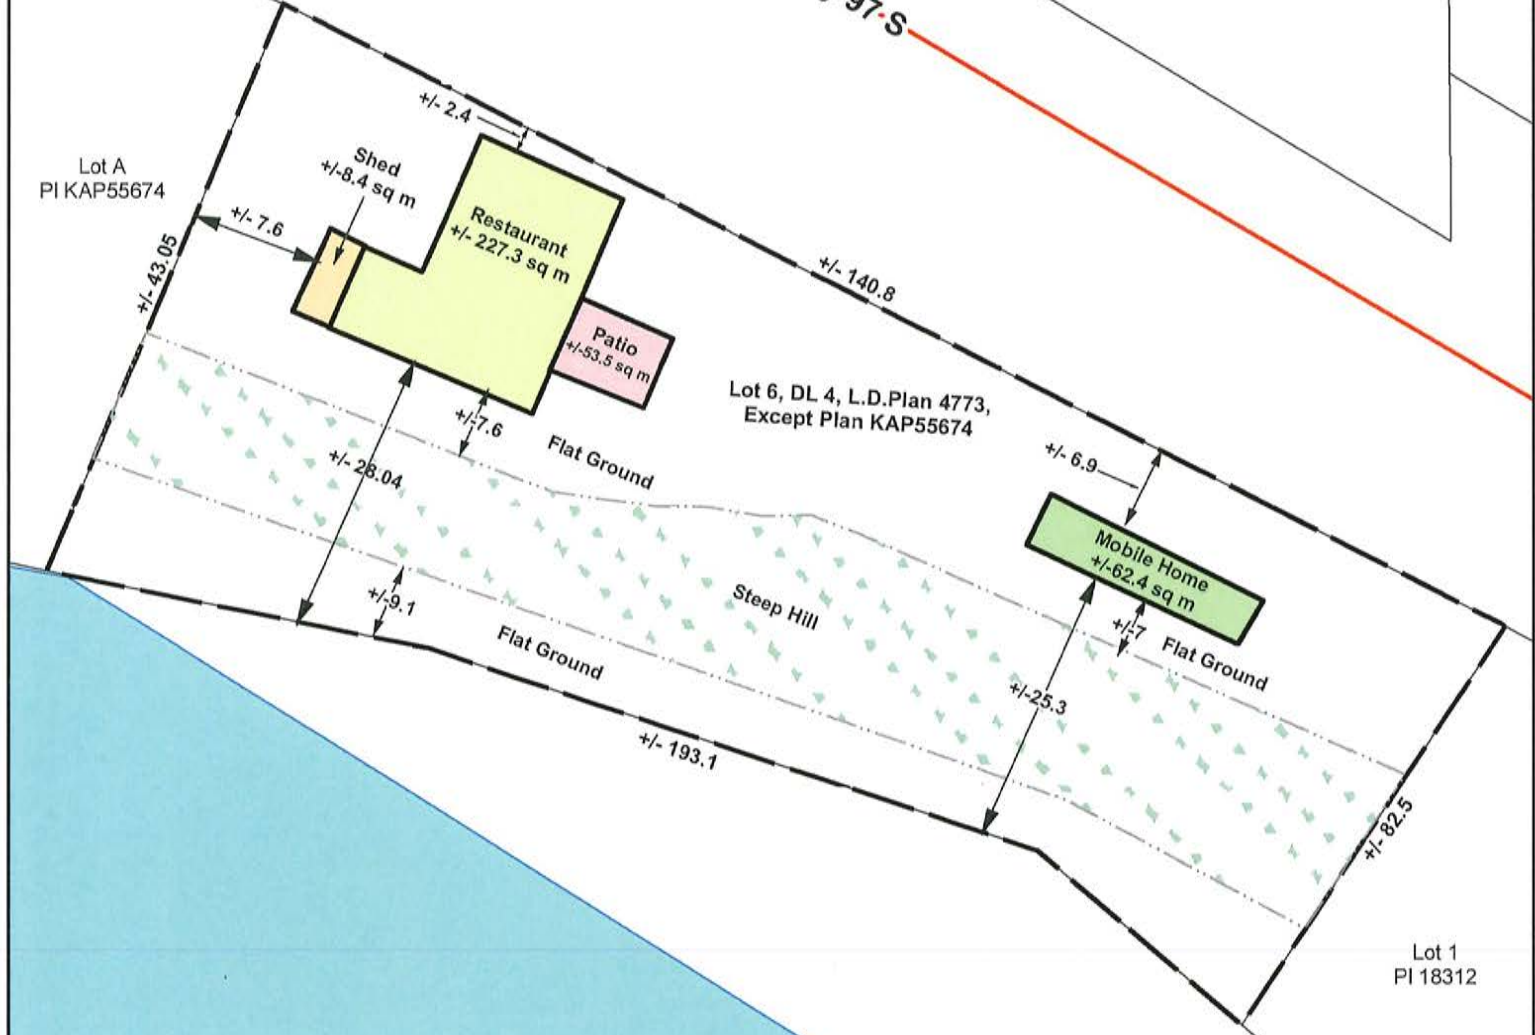 97 S
+/- 2.4
Lot A
PI KAP55674
Shed
+/-8.4 sq m
+/- 7.6
Restaurant
+/- 227.3 sq m
+/- 43.05
+/- 140.8
Patio
+/-53.5 sq m
Lot 6, DL 4, L.D.Plan 4773,
Except Plan KAP55674
+/-7.6
Flat Ground
+/- 6.9
+/- 28.04
Mobile Home
+/-62.4 sq m
Steep Hill
+/-9.1
+/-7
Flat Ground
Flat Ground
+/-25.3
+/- 193.1
+/- 82.5
Lot 1
PI 18312